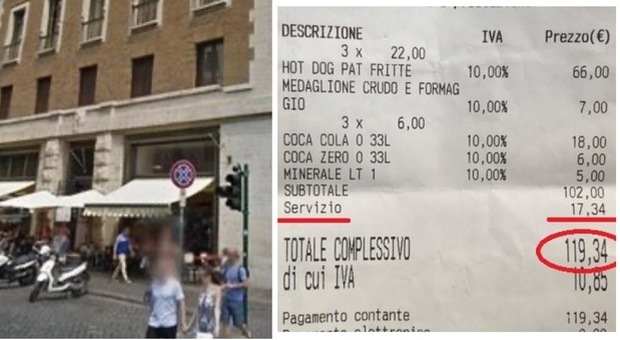 DESCRIZIONE IVA Prezzo(€)
3 x 22,00
HOT DOG PAT FRITTE 10,00% 66,00
MEDAGLIONE CRUDO E FORMAG
GIO 10,00% 7,00
3 x 6,00
COCA COLA 0 33L 10,00% 18,00
COCA ZERO 0 33L 10,00% 6,00
MINERALE LT 1 10,00% 5,00
SUBTOTALE 102,00
Servizio 17,34
TOTALE COMPLESSIVO 119,34
di cui IVA 10,85
Pagamento contante 119,34